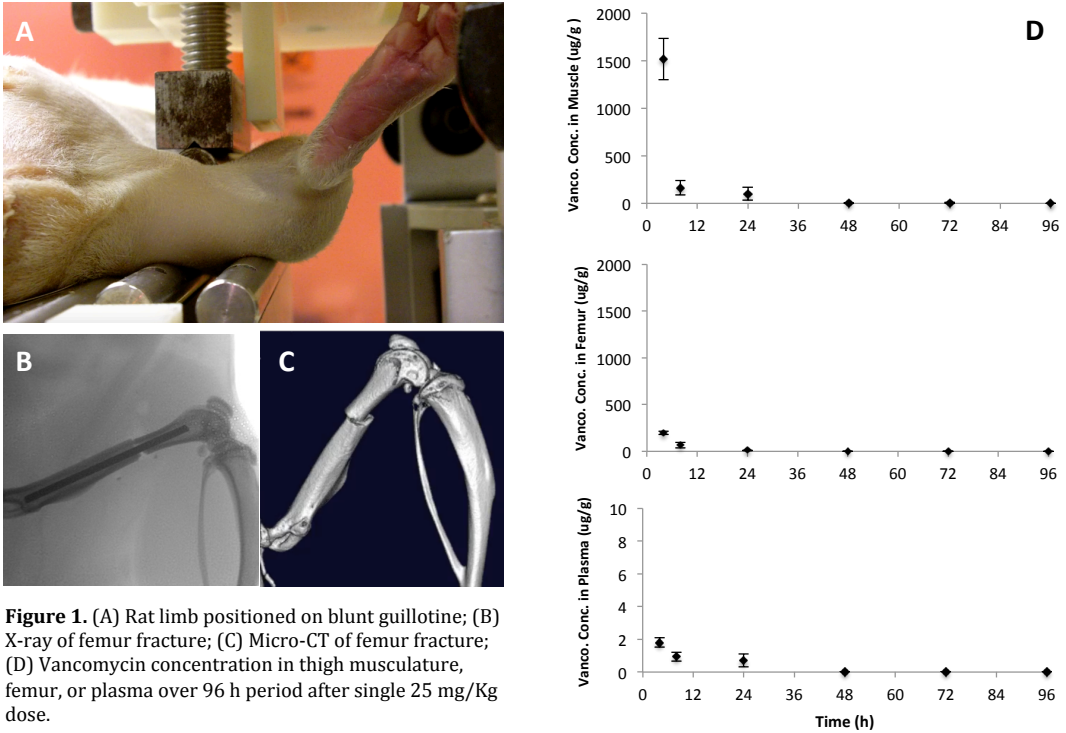 A
B
C
Figure 1. (A) Rat limb positioned on blunt guillotine; (B)
X-ray of femur fracture; (C) Micro-CT of femur fracture;
(D) Vancomycin concentration in thigh musculature,
femur, or plasma over 96 h period after single 25 mg/Kg
dose.
D
Vanco. Conc. in Muscle (ug/g)
2000
1500
1000
500
0
0 12 24 36 48 60 72 84 96
Vanco. Conc. in Femur (ug/g)
2000
1500
1000
500
0
0 12 24 36 48 60 72 84 96
Vanco. Conc. in Plasma (ug/g)
10
8
6
4
2
0
0 12 24 36 48 60 72 84 96
Time (h)